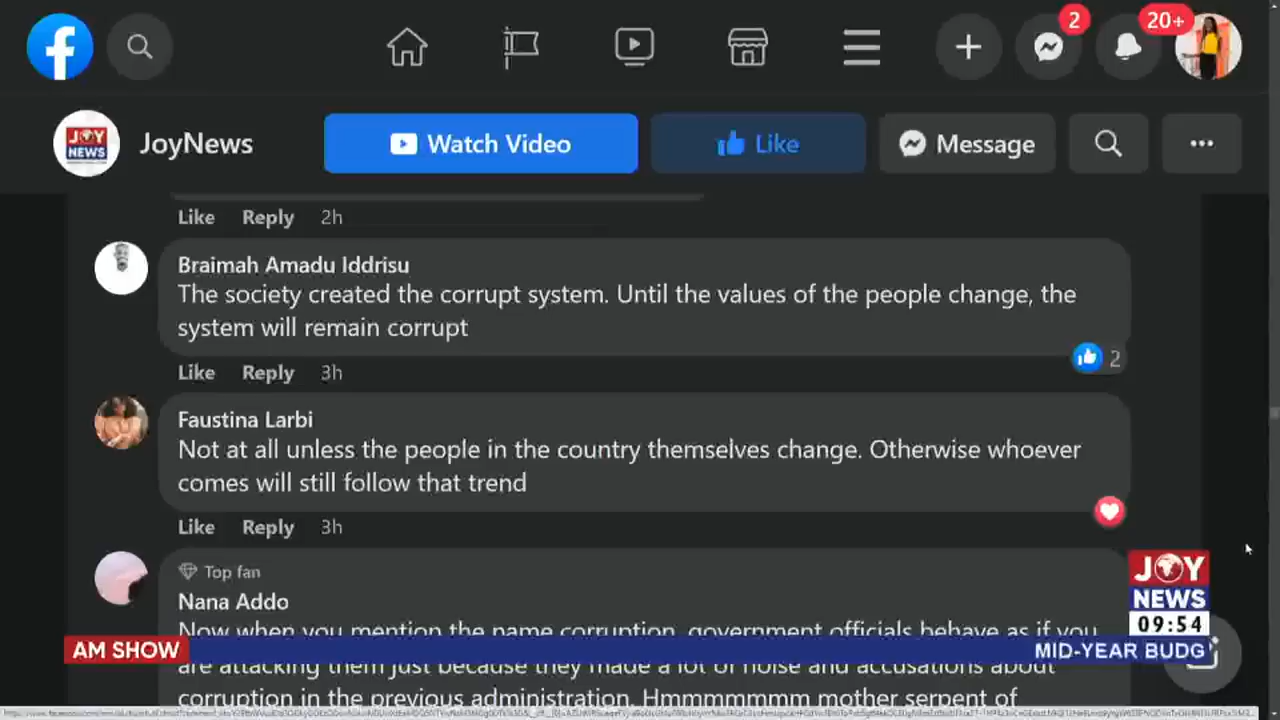 2
20+
JOY
NEWS
JoyNews
Watch Video
Like
Message
Like Reply 2h
Braimah Amadu Iddrisu
The society created the corrupt system. Until the values of the people change, the
system will remain corrupt
2
Like Reply 3h
Faustina Larbi
Not at all unless the people in the country themselves change. Otherwise whoever
comes will still follow that trend
Like Reply 3h
Top fan
Nana Addo
Now when you mention the name corruption, government officials behave as if you
JOY
NEWS
09:54
AM SHOW
MID-YEAR BUDG
are attacking them just because they made a lot of noise and accusations about
corruption in the previous administration. Hmmmmmmm mother serpent of